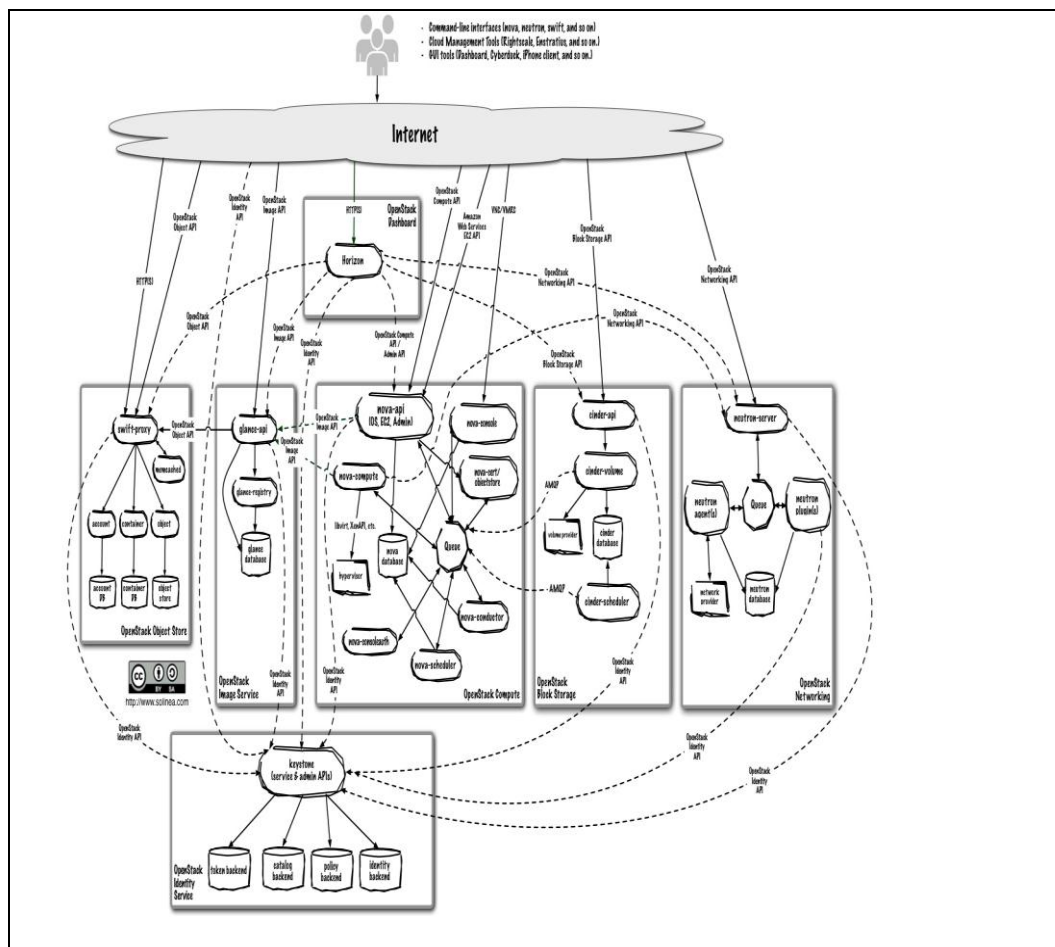 - Command-line interfaces (nova, neutron, swift, and so on)
- Cloud Management Tools (Rightscale, Enstratius, and so on.)
- GUI tools (Dashboard, Cyberduck, iPhone client, and so on.)
Internet
OpenStack
Identity
API
OpenStack
Image API
OpenStack
Object API
HTTP(S)
HTTP(S)
OpenStack
Dashboard
Horizon
OpenStack
Compute API
Amazon
Web Services
EC2 API
VNC/VMRC
OpenStack
Block Storage API
OpenStack
Networking API
OpenStack
Networking API
OpenStack
Networking API
OpenStack
Object API
OpenStack
Image API
OpenStack
Identity
API
OpenStack Compute
API /
Admin API
OpenStack
Block Storage API
swift-proxy
memcached
account
container
object
account
DB
container
DB
object
store
OpenStack Object Store
OpenStack
Object API
glance-api
glance-registry
glance
database
OpenStack
Identity
API
OpenStack
Image Service
OpenStack
Image API
OpenStack
Image
API
nova-api
(OS, EC2, Admin)
nova-console
nova-compute
nova-cert/
objectstore
libvirt, XenAPI, etc.
hypervisor
nova
database
Queue
nova-conductor
nova-consoleauth
nova-scheduler
OpenStack Compute
AMQP
AMQP
cinder-api
cinder-volume
volume provider
cinder
database
cinder-scheduler
OpenStack
Identity
API
OpenStack
Block Storage
neutron-server
neutron
agent(s)
Queue
neutron
plugin(s)
network
provider
neutron
database
OpenStack
Networking
CC
BY SA
http://www.solinea.com
OpenStack
Identity API
OpenStack
Identity
API
OpenStack
Identity
API
keystone
(service & admin APIs)
token backend
catalog
backend
policy
backend
identity
backend
OpenStack
Identity
Service